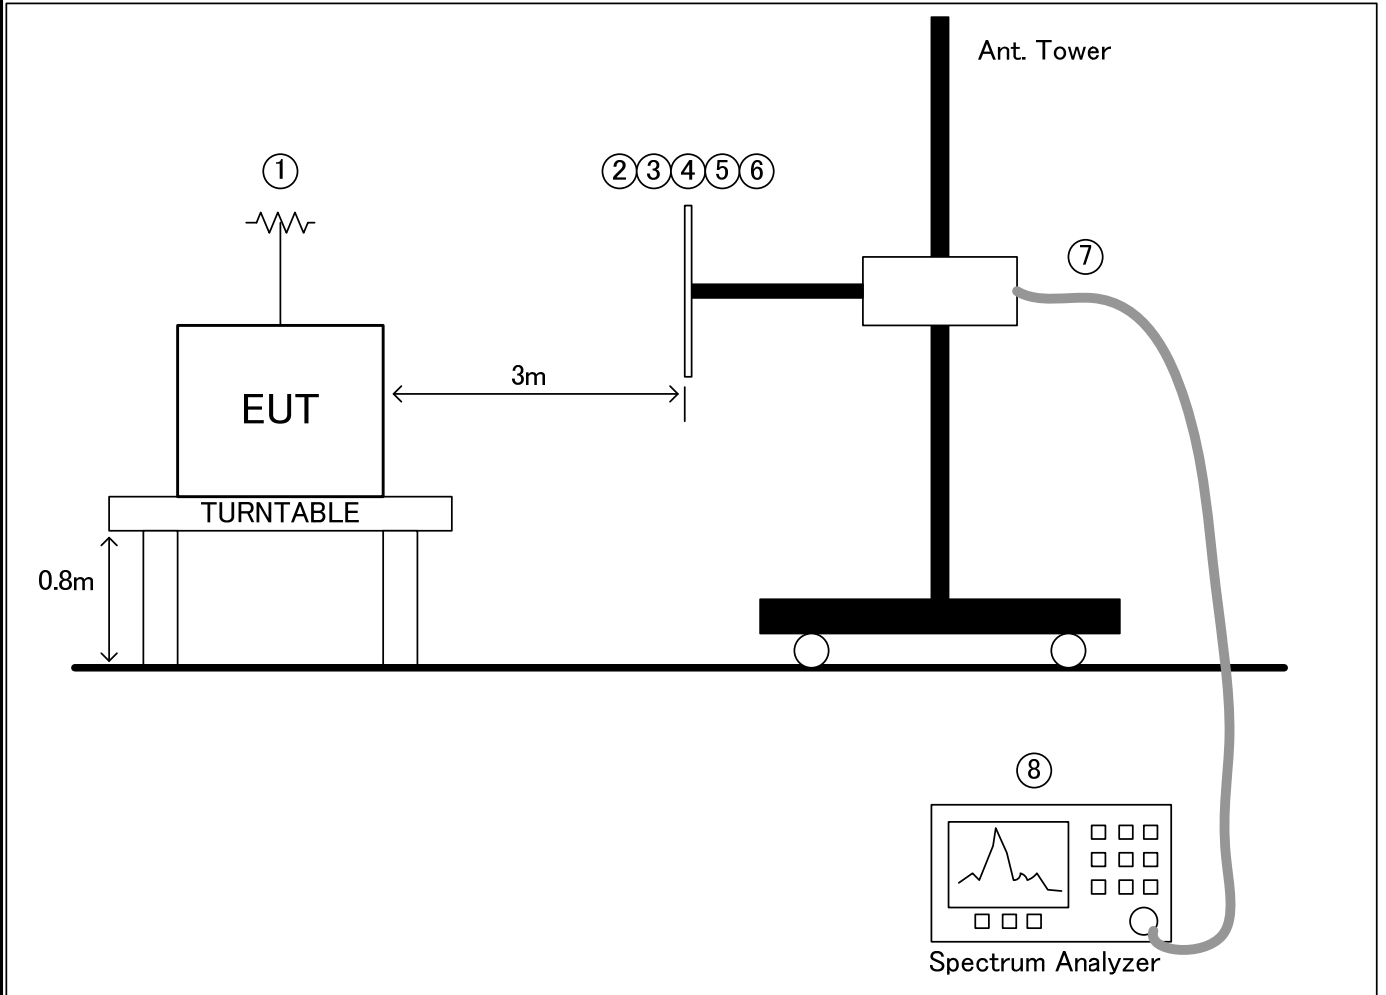 Ant. Tower
①
②③④⑤⑥
⑦
3m
EUT
TURNTABLE
0.8m
⑧
Spectrum Analyzer